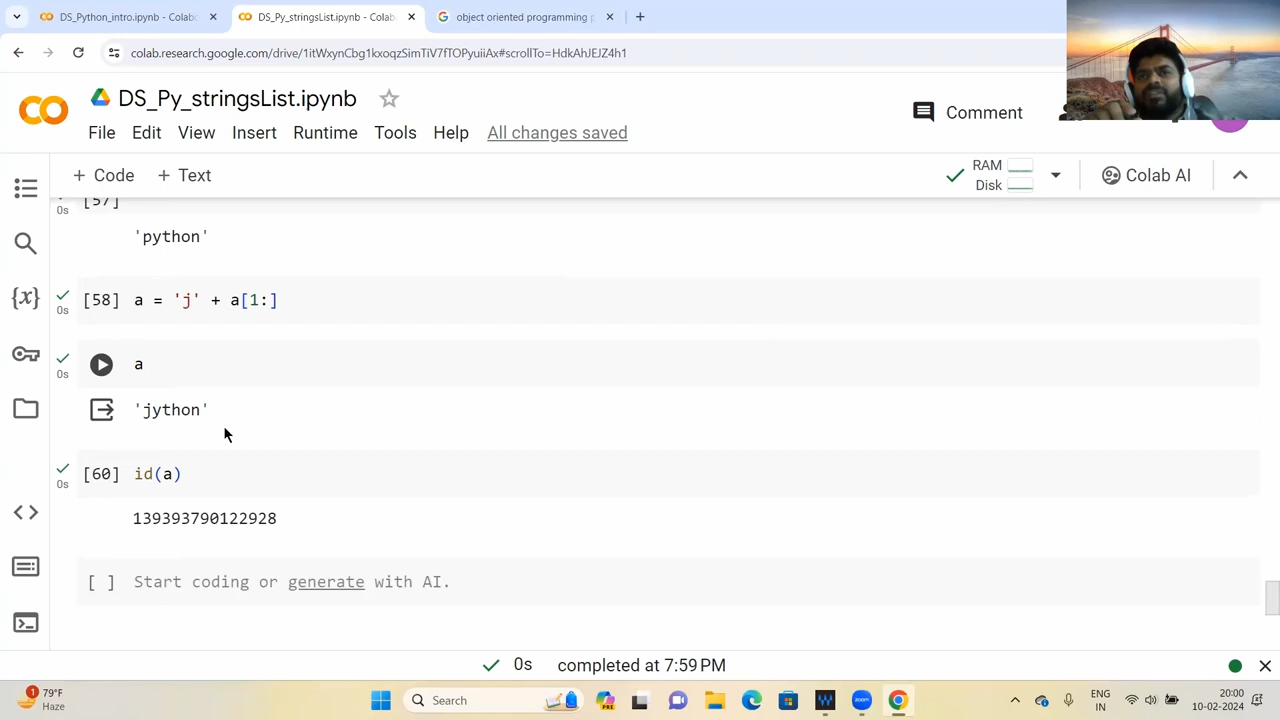 DS_Python_intro.ipynb - Colab
DS_Py_stringsList.ipynb - Colab
object oriented programming p
colab.research.google.com/drive/1itWxynCbg1kxoqzSimTiV7fTOPyuiiAx#scrollTo=HdkAhJEJZ4h1
DS_Py_stringsList.ipynb
Comment
File Edit View Insert Runtime Tools Help All changes saved
+ Code + Text
RAM
Disk
Colab AI
[57]
0s
'python'
[58] a = 'j' + a[1:]
0s
a
0s
'jython'
[60] id(a)
0s
139393790122928
[ ] Start coding or generate with AI.
0s completed at 7:59 PM
1
79°F
Haze
Search
PRE
ENG
IN
20:00
10-02-2024